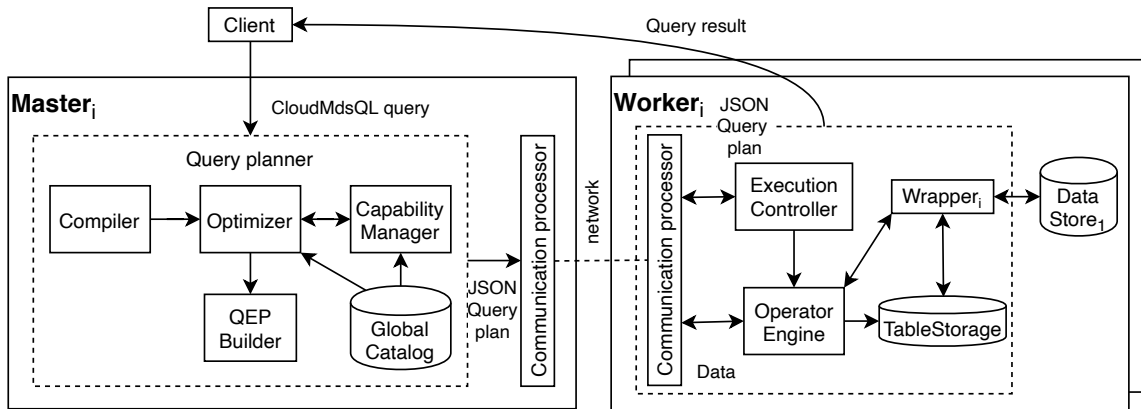 Client
Query result
Master i
CloudMdsQL query
Query planner
Compiler
Optimizer
Capability
Manager
QEP
Builder
Global
Catalog
JSON
Query
plan
Communication processor
network
Worker i
JSON
Query
plan
Communication processor
Execution
Controller
Wrapper i
Data
Store 1
Operator
Engine
TableStorage
Data